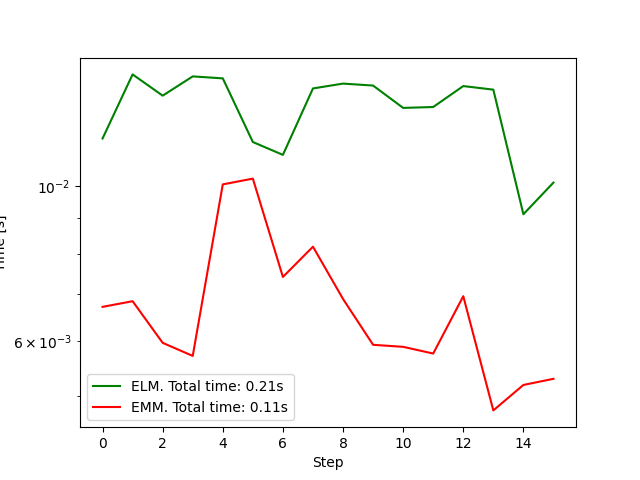 10⁻²
6 × 10⁻³
Time [s]
ELM. Total time: 0.21s
EMM. Total time: 0.11s
0 2 4 6 8 10 12 14
Step